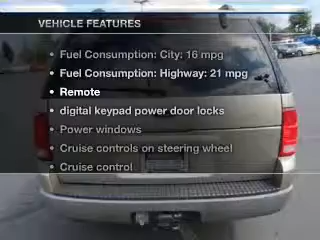 VEHICLE FEATURES
• Fuel Consumption: City: 16 mpg
• Fuel Consumption: Highway: 21 mpg
• Remote
• digital keypad power door locks
• Power windows
• Cruise controls on steering wheel
• Cruise control